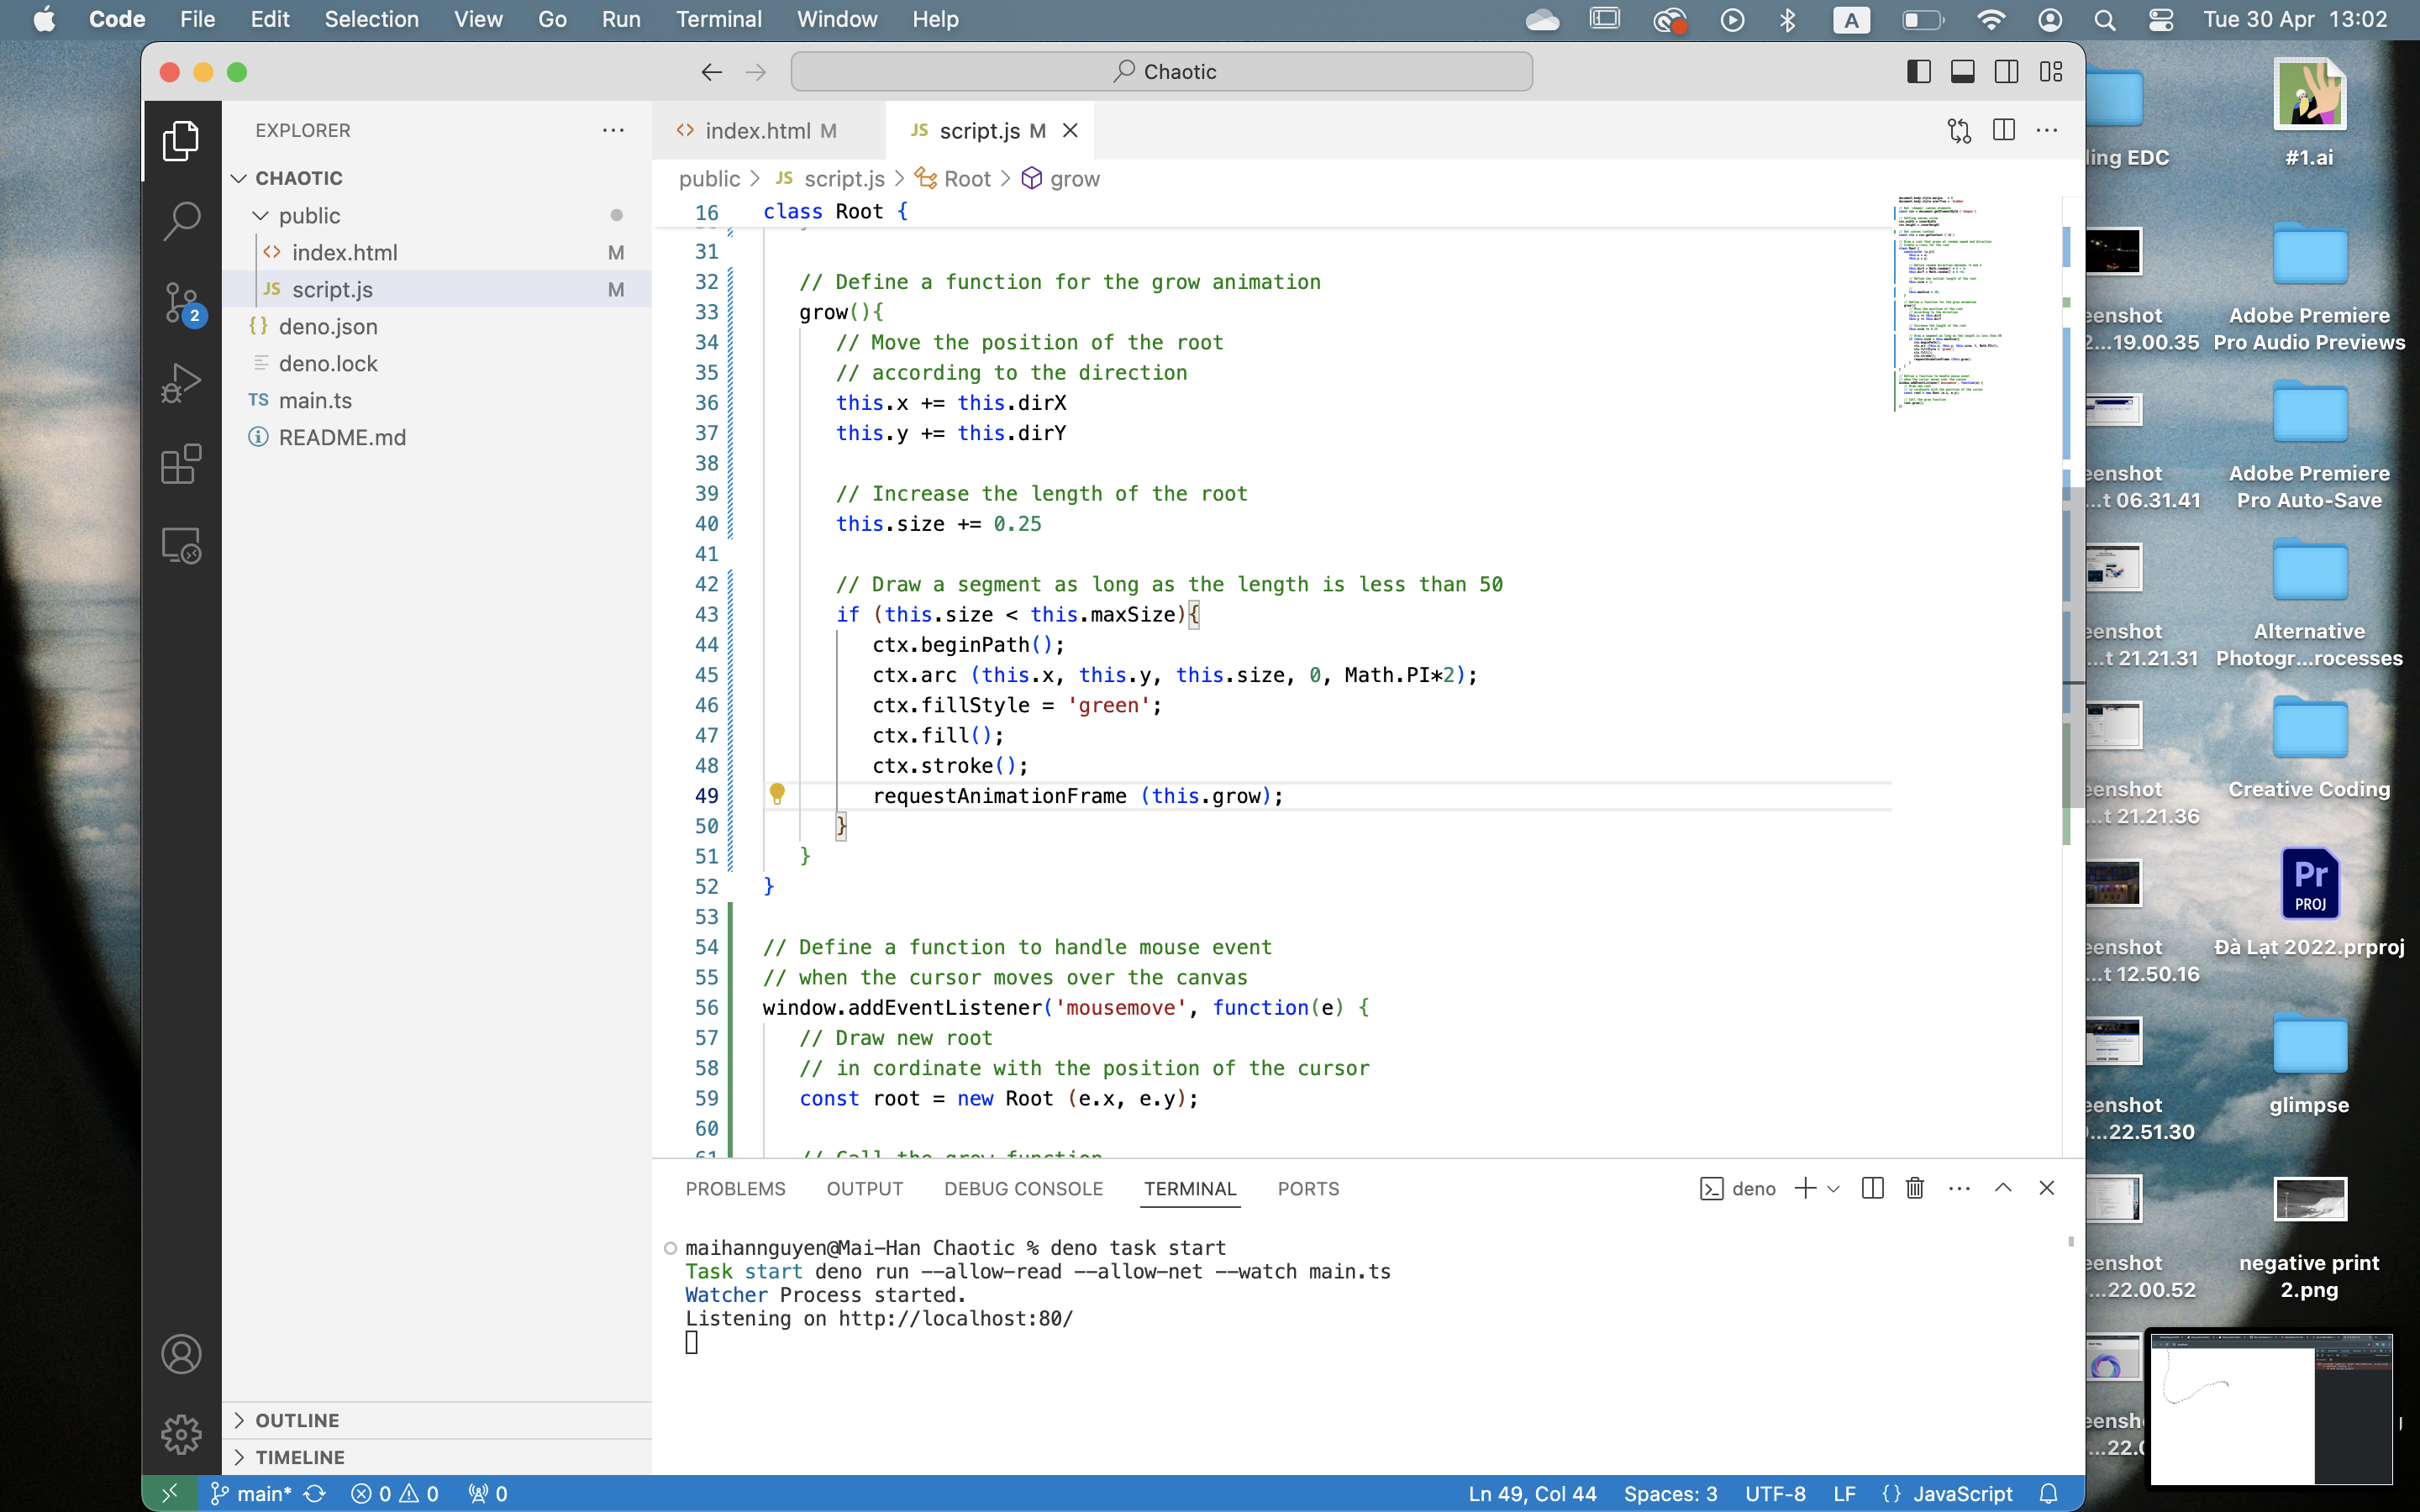 Code File Edit Selection View Go Run Terminal Window Help A Tue 30 Apr 13:02
Chaotic
EXPLORER
CHAOTIC
public
index.html M
JS script.js M
{} deno.json
deno.lock
TS main.ts
README.md
2
OUTLINE
TIMELINE
index.html M
JS script.js M
public > JS script.js > Root > grow
16 class Root {
31
32 // Define a function for the grow animation
33 grow(){
34 // Move the position of the root
35 // according to the direction
36 this.x += this.dirX
37 this.y += this.dirY
38
39 // Increase the length of the root
40 this.size += 0.25
41
42 // Draw a segment as long as the length is less than 50
43 if (this.size < this.maxSize){
44 ctx.beginPath();
45 ctx.arc (this.x, this.y, this.size, 0, Math.PI*2);
46 ctx.fillStyle = 'green';
47 ctx.fill();
48 ctx.stroke();
49 requestAnimationFrame (this.grow);
50 }
51 }
52 }
53
54 // Define a function to handle mouse event
55 // when the cursor moves over the canvas
56 window.addEventListener('mousemove', function(e) {
57 // Draw new root
58 // in cordinate with the position of the cursor
59 const root = new Root (e.x, e.y);
60
61 // Call the grow function
PROBLEMS OUTPUT DEBUG CONSOLE TERMINAL PORTS
deno
maihannguyen@Mai-Han Chaotic % deno task start
Task start deno run --allow-read --allow-net --watch main.ts
Watcher Process started.
Listening on http://localhost:80/
main* 0 0 0
Ln 49, Col 44 Spaces: 3 UTF-8 LF {} JavaScript
ling EDC
#1.ai
eenshot
2...19.00.35
Adobe Premiere
Pro Audio Previews
eenshot
...t 06.31.41
Adobe Premiere
Pro Auto-Save
eenshot
...t 21.21.31
Alternative
Photogr...rocesses
eenshot
...t 21.21.36
Creative Coding
eenshot
...t 12.50.16
Pr
PROJ
Đà Lạt 2022.prproj
eenshot
...22.51.30
glimpse
eenshot
...22.00.52
negative print
2.png
eensh